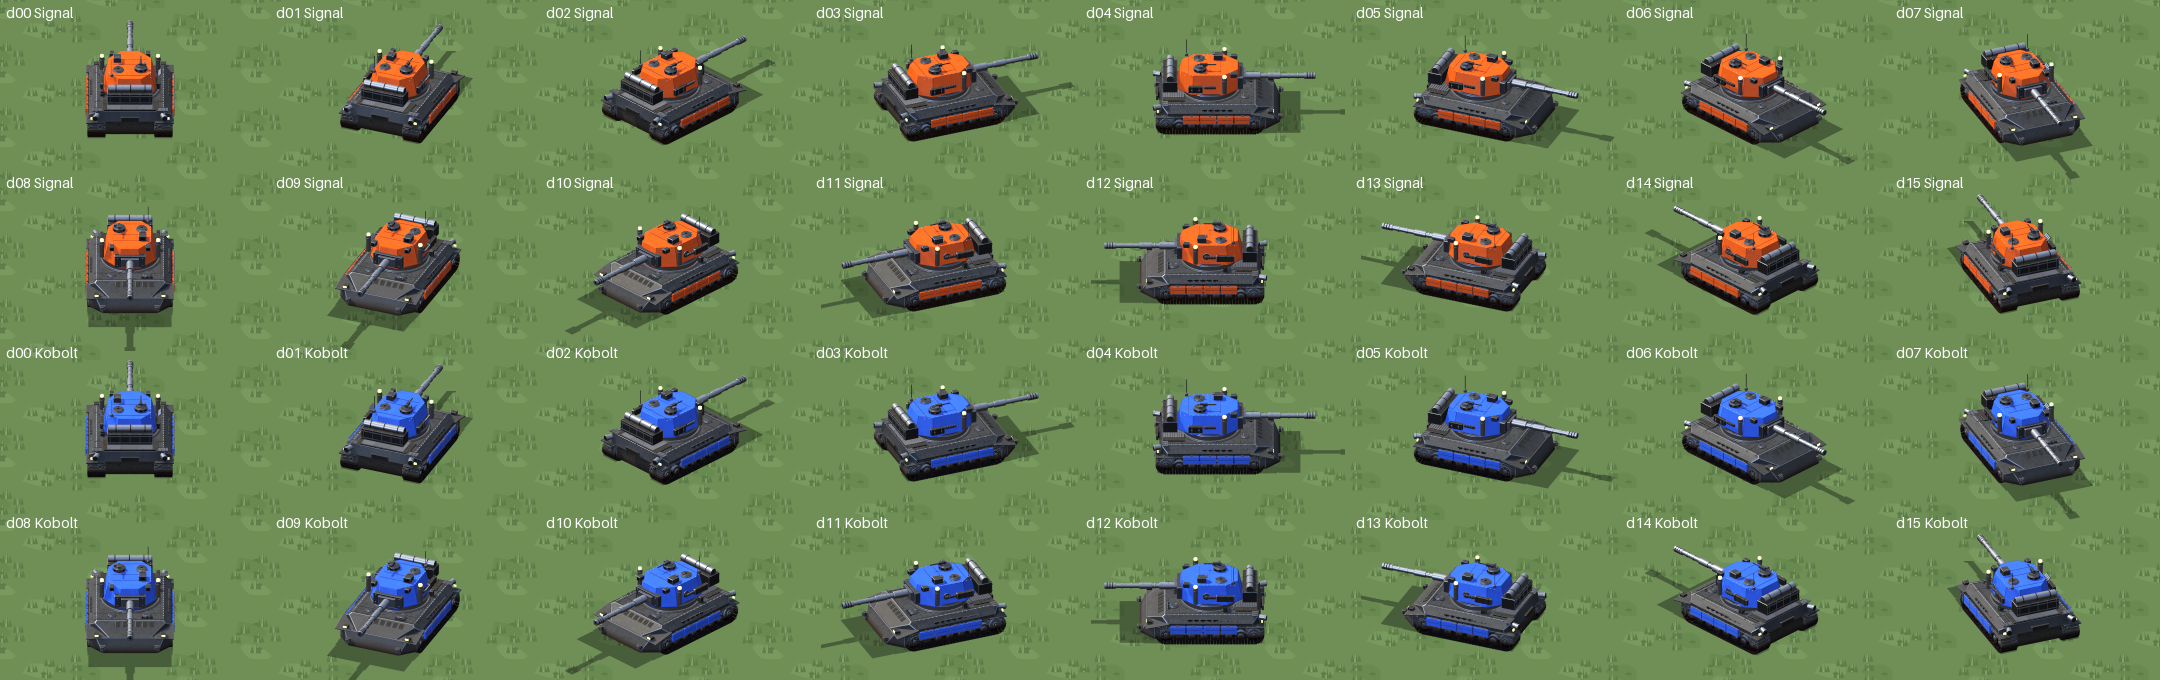 d00 Signal
d01 Signal
d02 Signal
d03 Signal
d04 Signal
d05 Signal
d06 Signal
d07 Signal
d08 Signal
d09 Signal
d10 Signal
d11 Signal
d12 Signal
d13 Signal
d14 Signal
d15 Signal
d00 Kobolt
d01 Kobolt
d02 Kobolt
d03 Kobolt
d04 Kobolt
d05 Kobolt
d06 Kobolt
d07 Kobolt
d08 Kobolt
d09 Kobolt
d10 Kobolt
d11 Kobolt
d12 Kobolt
d13 Kobolt
d14 Kobolt
d15 Kobolt